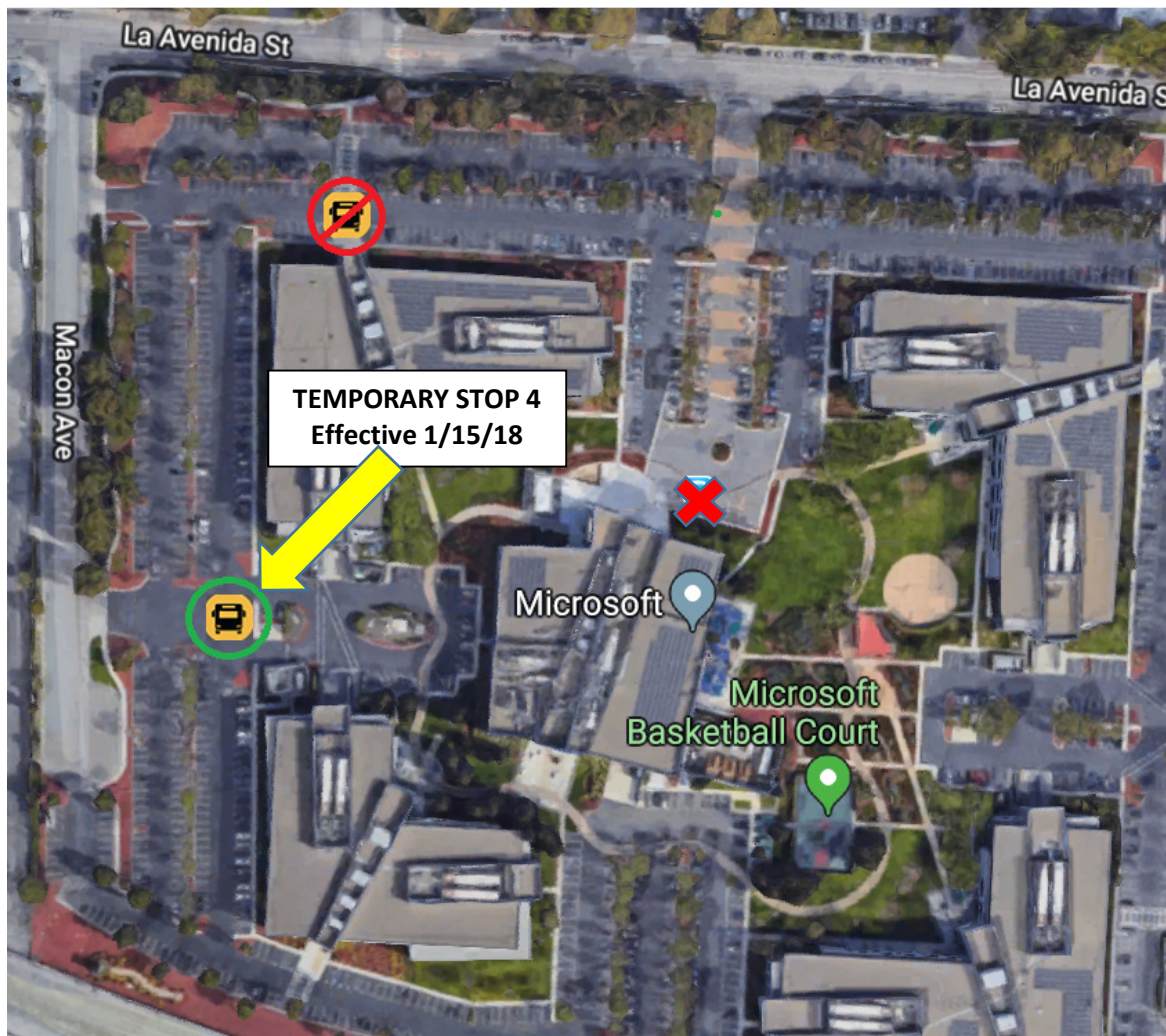 La Avenida St
La Avenida S
Macon Ave
TEMPORARY STOP 4
Effective 1/15/18
Microsoft
Microsoft
Basketball Court